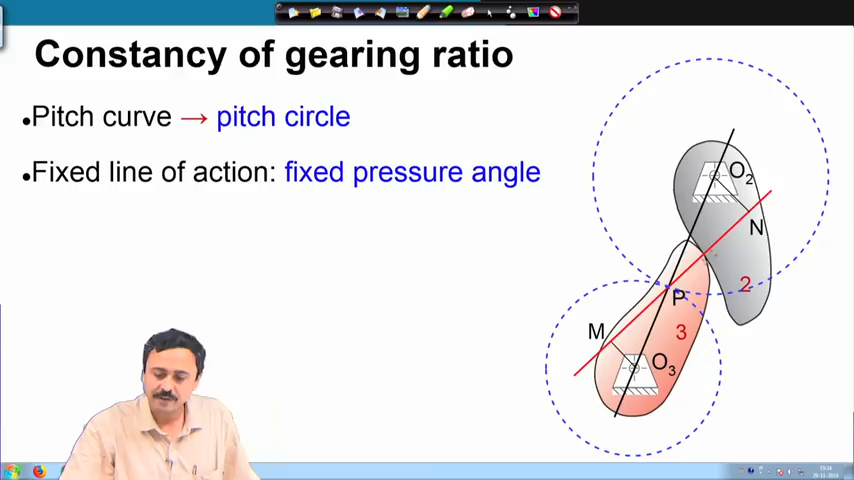 Constancy of gearing ratio
•Pitch curve → pitch circle
•Fixed line of action: fixed pressure angle
O2
N
2
P
3
M
O3